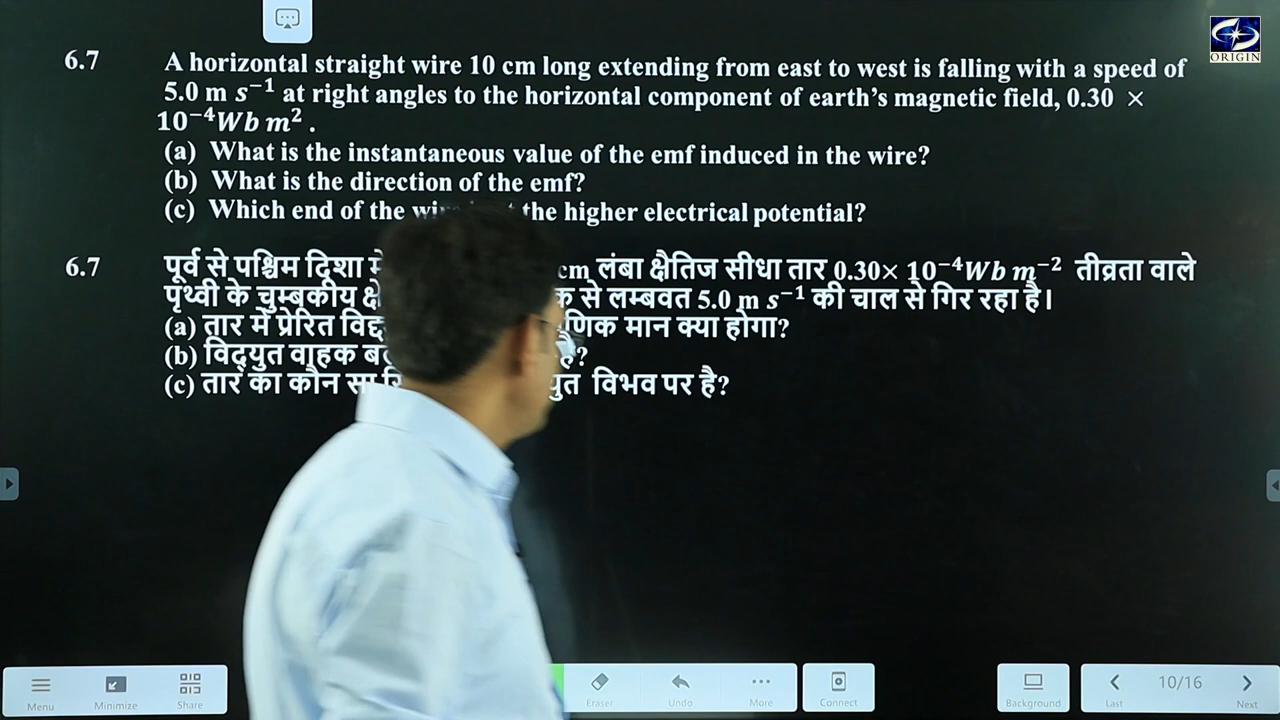 ORIGIN
6.7 A horizontal straight wire 10 cm long extending from east to west is falling with a speed of
5.0 m s⁻¹ at right angles to the horizontal component of earth's magnetic field, 0.30 ×
10⁻⁴Wb m² .
(a) What is the instantaneous value of the emf induced in the wire?
(b) What is the direction of the emf?
(c) Which end of the the higher electrical potential?
6.7 पूर्व से पश्चिम दिशा cm लंबा क्षैतिज सीधा तार 0.30× 10⁻⁴Wb m⁻² तीव्रता वाले
पृथ्वी के चुम्बकीय से लम्बवत 5.0 m s⁻¹ की चाल से गिर रहा है।
(a) तार में प्रेरित मान क्या होगा?
(b) विद्युत वाहक है?
(c) तार का कौन सा विभव पर है?
Menu
Minimize
Share
Eraser
Undo
More
Connect
Background
Last
10/16
Next